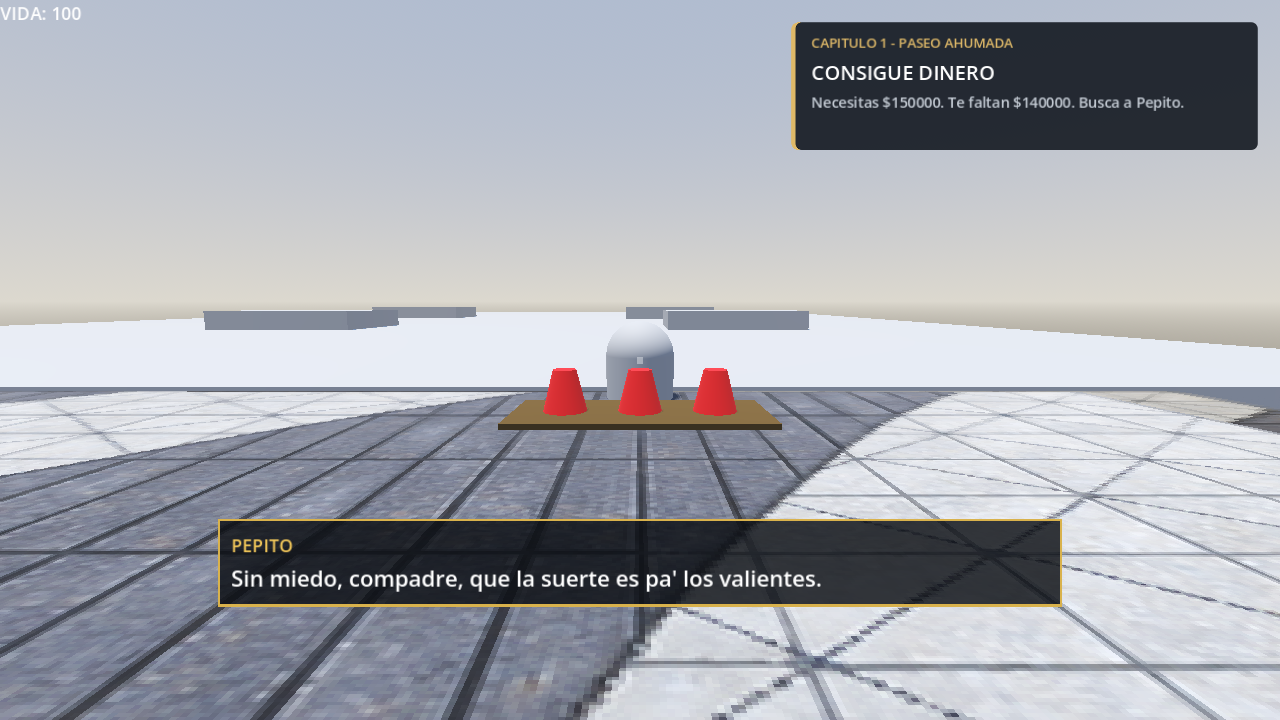 VIDA: 100
CAPITULO 1 - PASEO AHUMADA
CONSIGUE DINERO
Necesitas $150000. Te faltan $140000. Busca a Pepito.
PEPITO
Sin miedo, compadre, que la suerte es pa' los valientes.